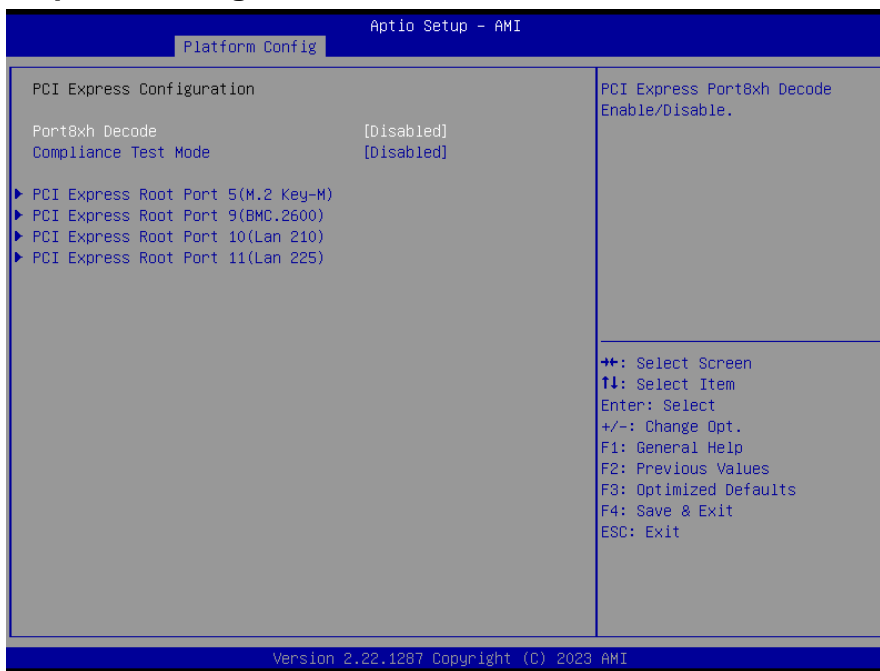 Aptio Setup - AMI
Platform Config
PCI Express Configuration
Port8xh Decode [Disabled]
Compliance Test Mode [Disabled]
PCI Express Root Port 5(M.2 Key-M)
PCI Express Root Port 9(BMC.2600)
PCI Express Root Port 10(Lan 210)
PCI Express Root Port 11(Lan 225)
PCI Express Port8xh Decode
Enable/Disable.
→←: Select Screen
↑↓: Select Item
Enter: Select
+/-: Change Opt.
F1: General Help
F2: Previous Values
F3: Optimized Defaults
F4: Save & Exit
ESC: Exit
Version 2.22.1287 Copyright (C) 2023 AMI